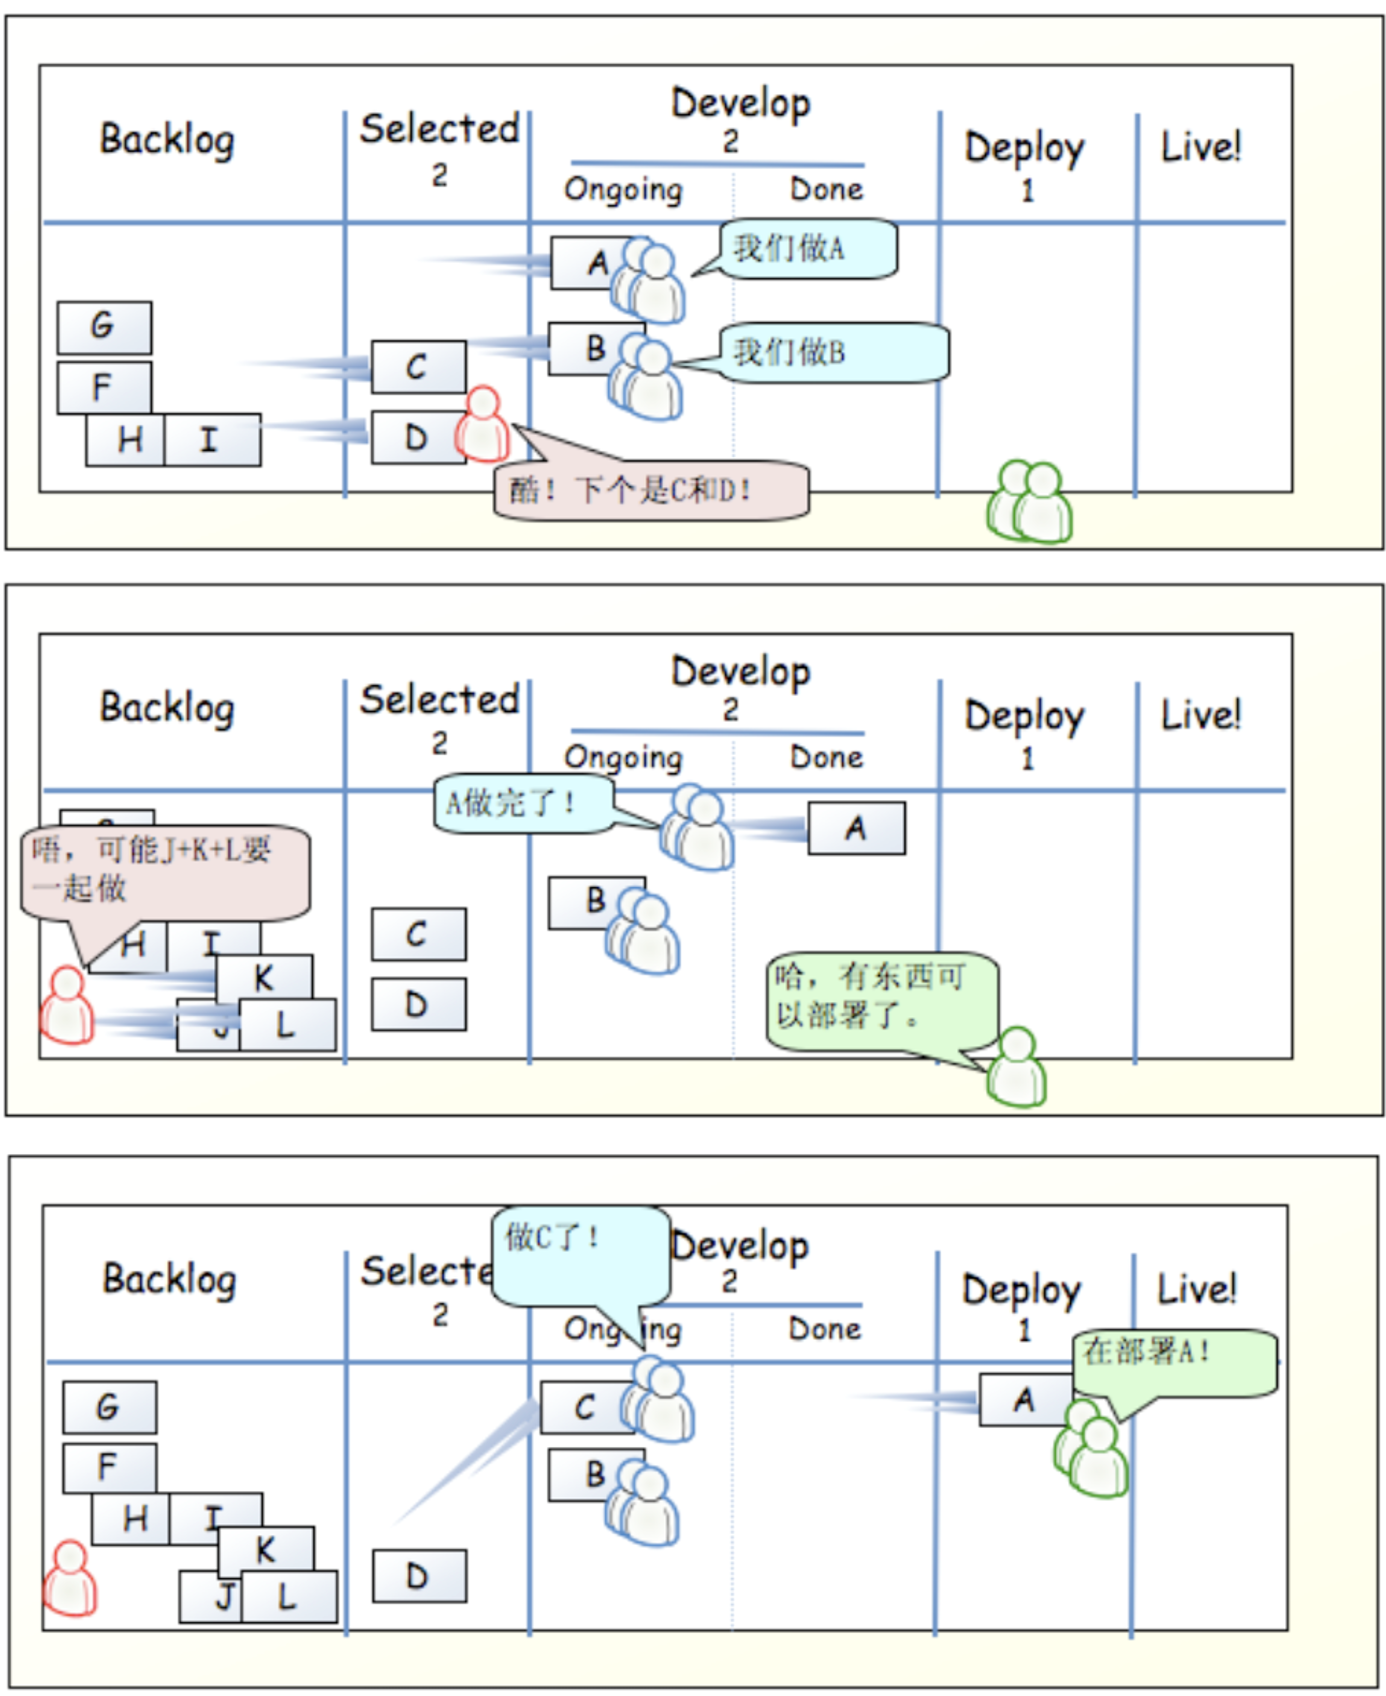 Backlog
Selected
2
Develop
2
Ongoing
Done
Deploy
1
Live!
A
我们做A
G
B
我们做B
C
F
H
I
D
酷！下个是C和D！
Backlog
Selected
2
Develop
2
Ongoing
Done
Deploy
1
Live!
A做完了！
A
唔，可能J+K+L要
一起做
B
H
I
C
K
哈，有东西可
以部署了。
D
J
L
做C了！
Backlog
Selecte
2
Develop
2
Ongoing
Done
Deploy
1
Live!
在部署A！
G
C
A
F
B
H
I
K
D
J
L